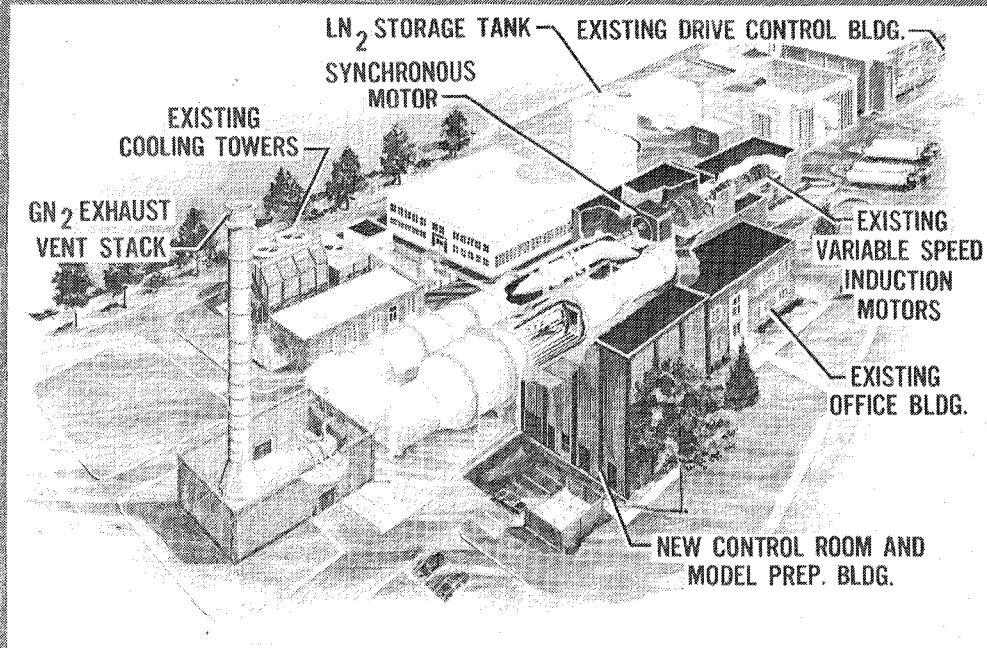 LN2 STORAGE TANK
EXISTING DRIVE CONTROL BLDG.
SYNCHRONOUS
MOTOR
EXISTING
COOLING TOWERS
GN2 EXHAUST
VENT STACK
EXISTING
VARIABLE SPEED
INDUCTION
MOTORS
EXISTING
OFFICE BLDG.
NEW CONTROL ROOM AND
MODEL PREP. BLDG.